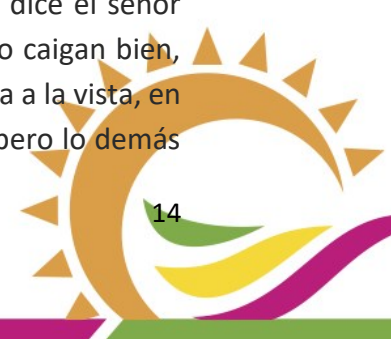 dice el señor
o caigan bien,
a a la vista, en
pero lo demás
14